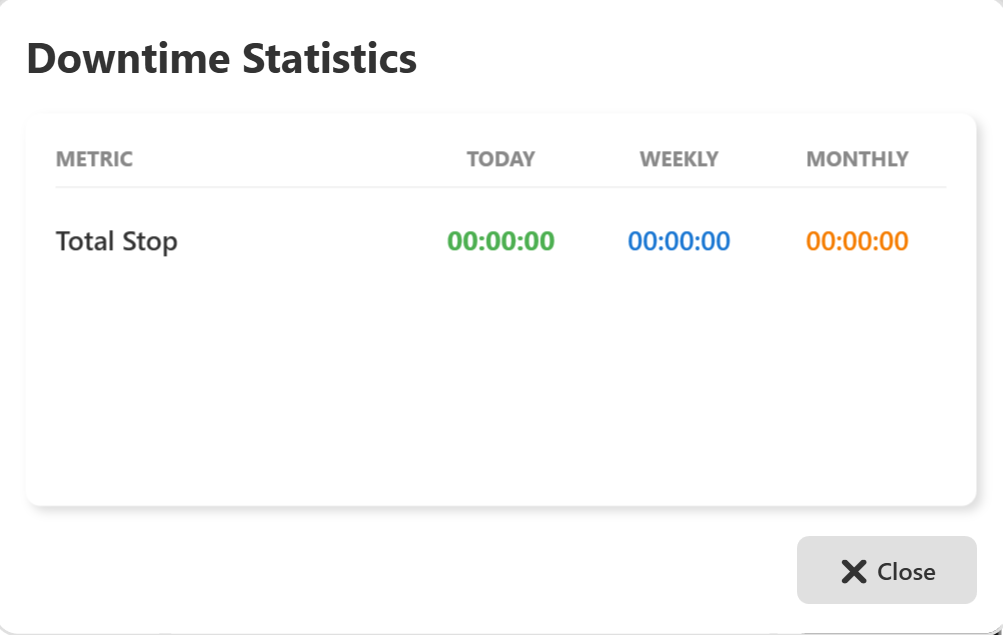 Downtime Statistics
METRIC TODAY WEEKLY MONTHLY
Total Stop 00:00:00 00:00:00 00:00:00
Close